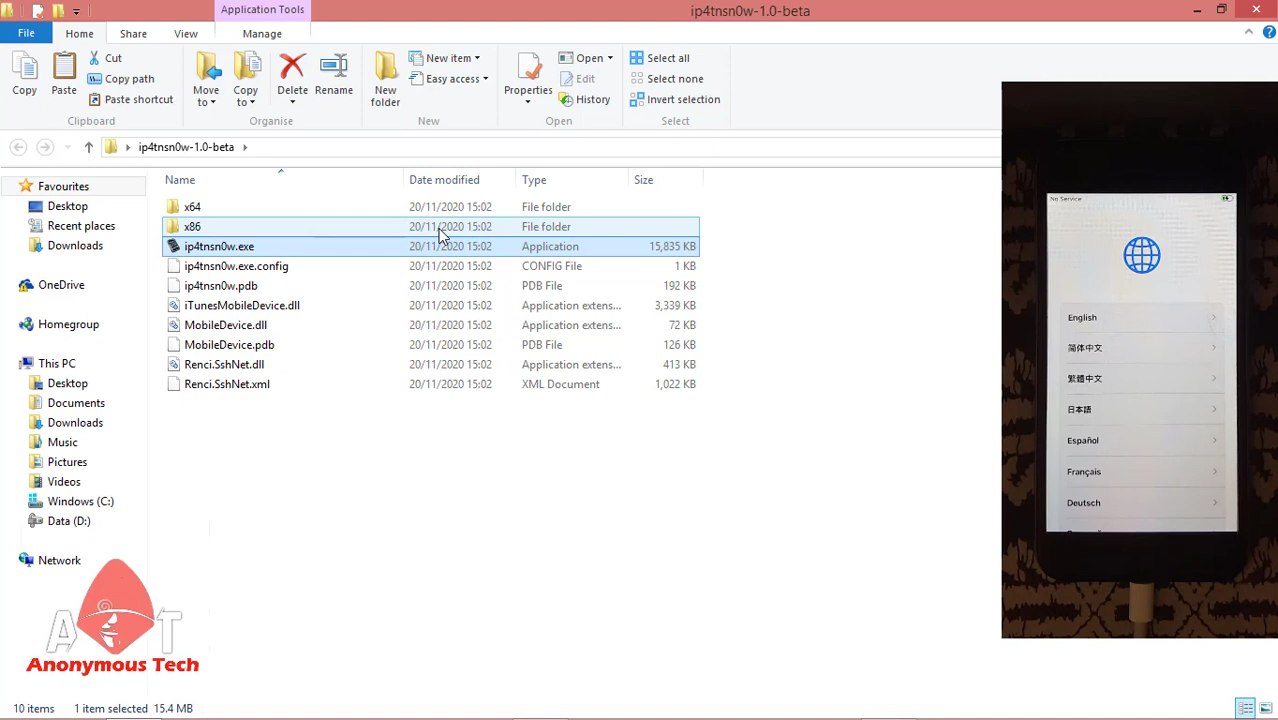 Application Tools
ip4tnsn0w-1.0-beta
File
Home
Share
View
Manage
Copy
Paste
Cut
Copy path
Paste shortcut
Clipboard
Move to
Copy to
Delete
Rename
Organise
New folder
New item
Easy access
New
Properties
Open
Edit
History
Open
Select all
Select none
Invert selection
Select
ip4tnsn0w-1.0-beta
Favourites
Desktop
Recent places
Downloads
OneDrive
Homegroup
This PC
Desktop
Documents
Downloads
Music
Pictures
Videos
Windows (C:)
Data (D:)
Network
Name Date modified Type Size
x64 20/11/2020 15:02 File folder
x86 20/11/2020 15:02 File folder
ip4tnsn0w.exe 20/11/2020 15:02 Application 15,835 KB
ip4tnsn0w.exe.config 20/11/2020 15:02 CONFIG File 1 KB
ip4tnsn0w.pdb 20/11/2020 15:02 PDB File 192 KB
iTunesMobileDevice.dll 20/11/2020 15:02 Application extens... 3,339 KB
MobileDevice.dll 20/11/2020 15:02 Application extens... 72 KB
MobileDevice.pdb 20/11/2020 15:02 PDB File 126 KB
Renci.SshNet.dll 20/11/2020 15:02 Application extens... 413 KB
Renci.SshNet.xml 20/11/2020 15:02 XML Document 1,022 KB
No Service
English
简体中文
繁體中文
日本語
Español
Français
Deutsch
A T
Anonymous Tech
10 items 1 item selected 15.4 MB